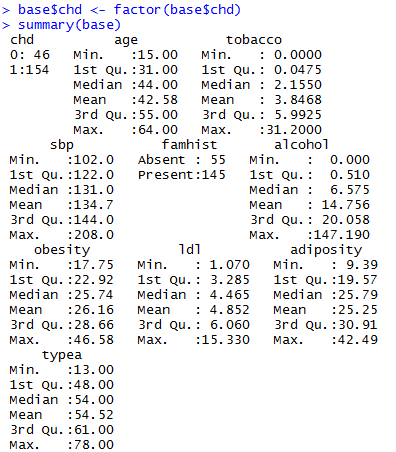 > base$chd <- factor(base$chd)
> summary(base)
chd age tobacco
0: 46 Min. :15.00 Min. : 0.0000
1:154 1st Qu.:31.00 1st Qu.: 0.0475
Median :44.00 Median : 2.1550
Mean :42.58 Mean : 3.8468
3rd Qu.:55.00 3rd Qu.: 5.9925
Max. :64.00 Max. :31.2000
sbp famhist alcohol
Min. :102.0 Absent : 55 Min. : 0.000
1st Qu.:122.0 Present:145 1st Qu.: 0.510
Median :131.0 Median : 6.575
Mean :134.7 Mean : 14.756
3rd Qu.:144.0 3rd Qu.: 20.058
Max. :208.0 Max. :147.190
obesity ldl adiposity
Min. :17.75 Min. : 1.070 Min. : 9.39
1st Qu.:22.92 1st Qu.: 3.285 1st Qu.:19.57
Median :25.74 Median : 4.465 Median :25.79
Mean :26.16 Mean : 4.852 Mean :25.25
3rd Qu.:28.66 3rd Qu.: 6.060 3rd Qu.:30.91
Max. :46.58 Max. :15.330 Max. :42.49
typea
Min. :13.00
1st Qu.:48.00
Median :54.00
Mean :54.52
3rd Qu.:61.00
Max. :78.00